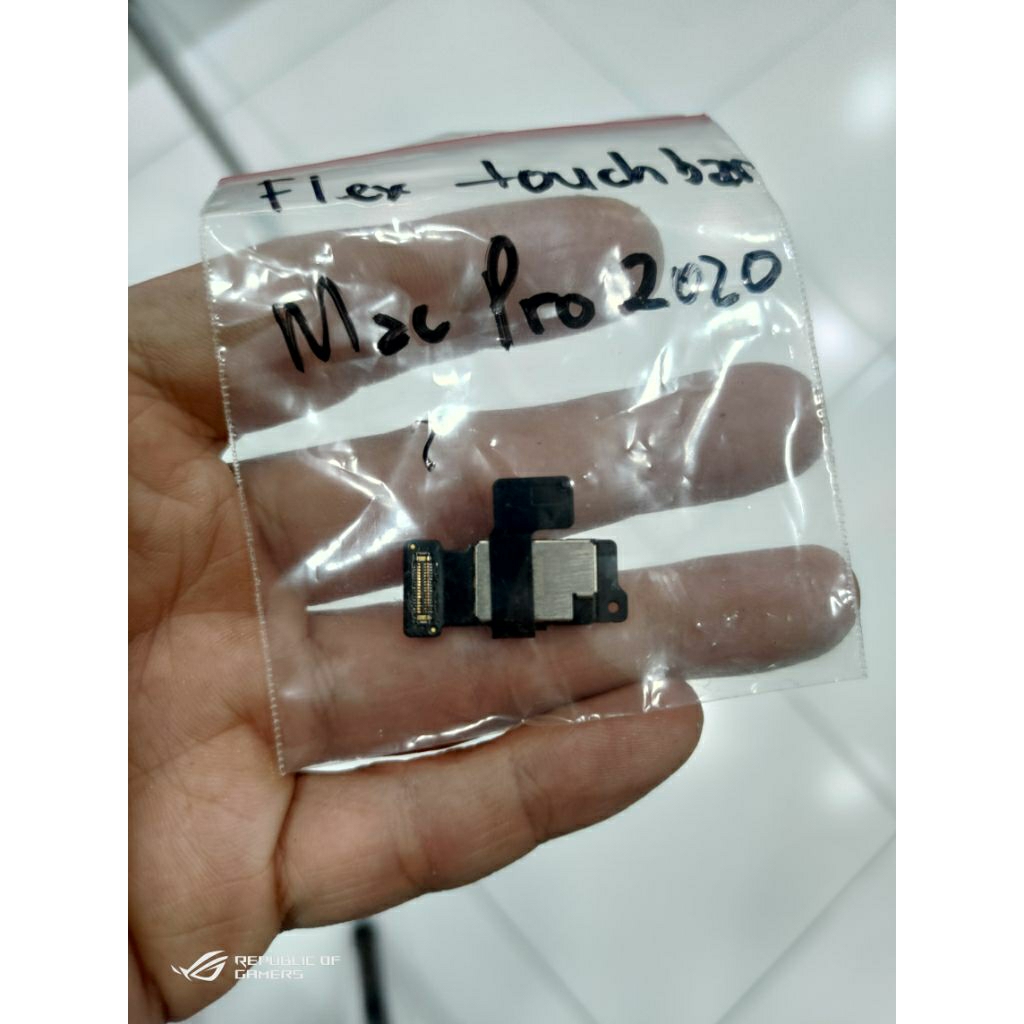 Flex touchbar
Mac Pro 2020
REPUBLIC OF
GAMERS